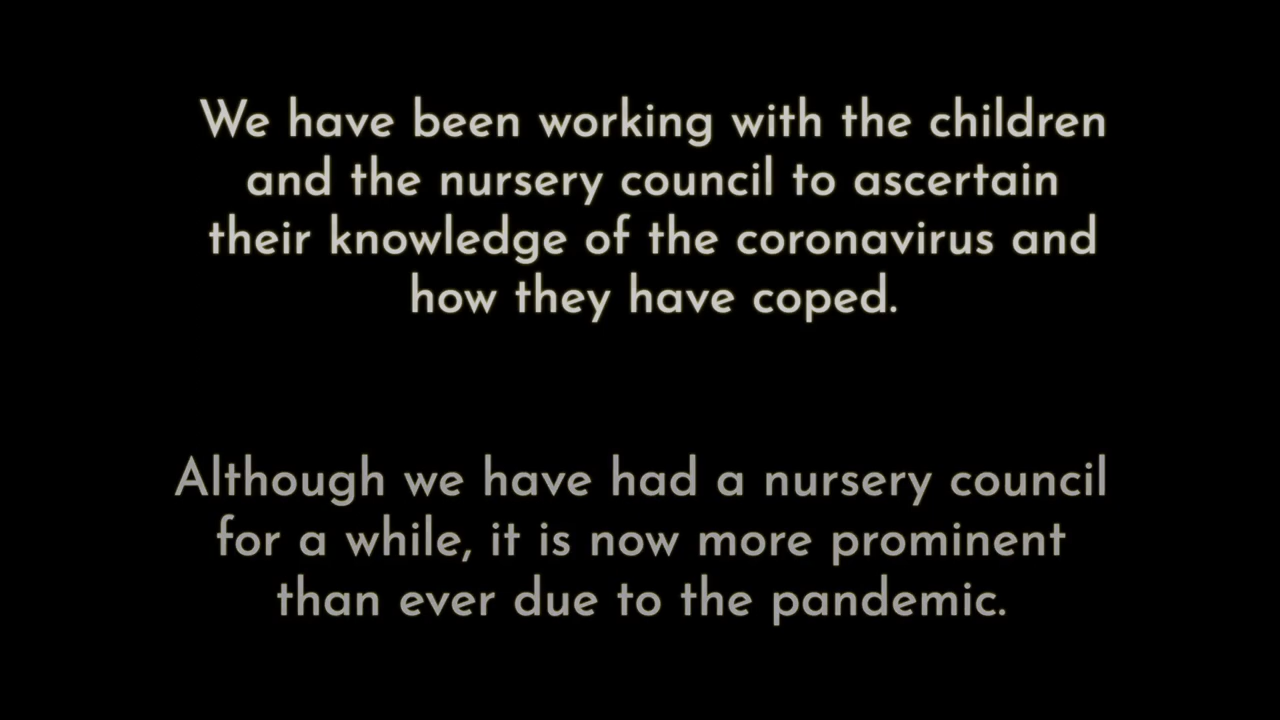 We have been working with the children
and the nursery council to ascertain
their knowledge of the coronavirus and
how they have coped.
Although we have had a nursery council
for a while, it is now more prominent
than ever due to the pandemic.